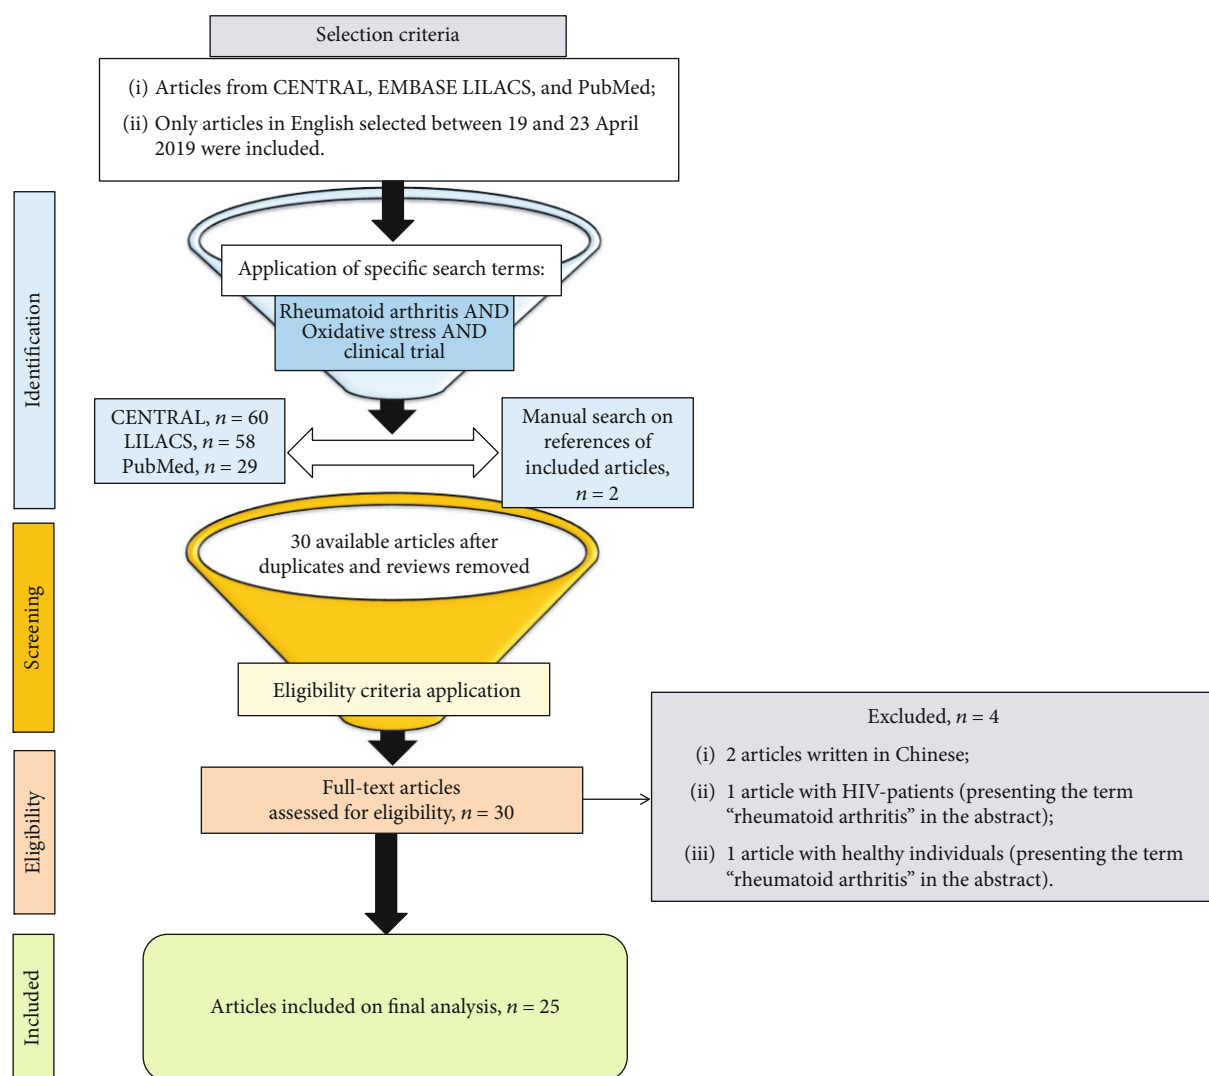 Selection criteria
(i) Articles from CENTRAL, EMBASE LILACS, and PubMed;
(ii) Only articles in English selected between 19 and 23 April
2019 were included.
Identification
Application of specific search terms:
Rheumatoid arthritis AND
Oxidative stress AND
clinical trial
CENTRAL, n = 60
LILACS, n = 58
PubMed, n = 29
Manual search on
references of
included articles,
n = 2
Screening
30 available articles after
duplicates and reviews removed
Eligibility criteria application
Eligibility
Full-text articles
assessed for eligibility, n = 30
Excluded, n = 4
(i) 2 articles written in Chinese;
(ii) 1 article with HIV-patients (presenting the term
“rheumatoid arthritis” in the abstract);
(iii) 1 article with healthy individuals (presenting the term
“rheumatoid arthritis” in the abstract).
Included
Articles included on final analysis, n = 25